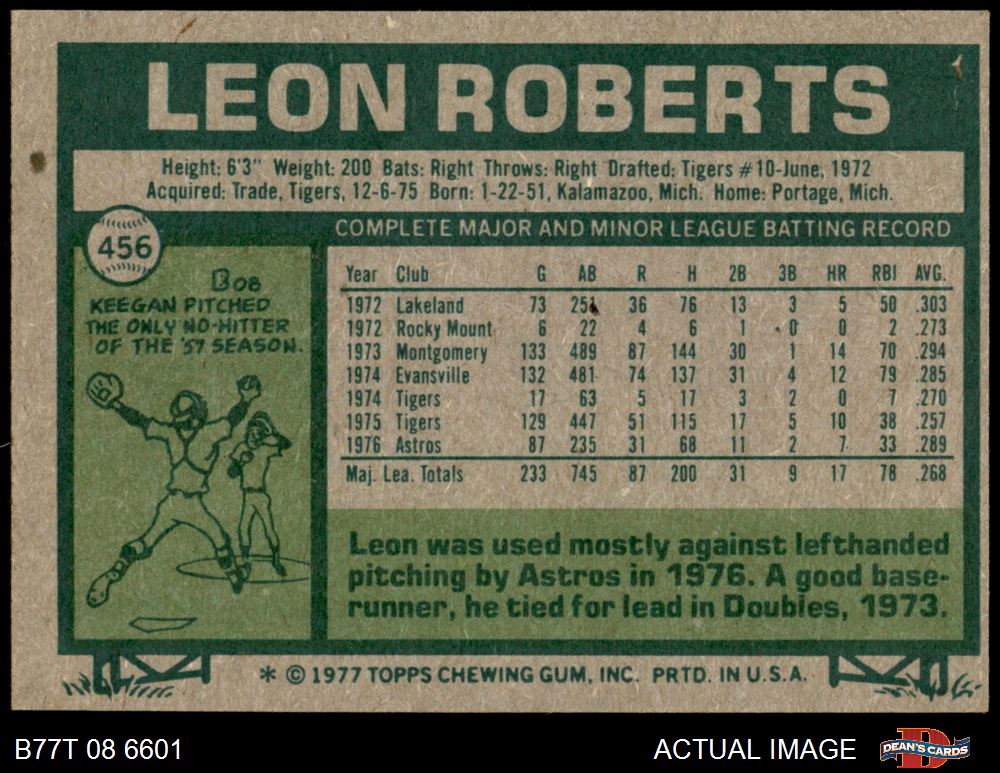 LEON ROBERTS
Height: 6'3" Weight: 200 Bats: Right Throws: Right Drafted: Tigers #10-June, 1972
Acquired: Trade, Tigers, 12-6-75 Born: 1-22-51, Kalamazoo, Mich. Home: Portage, Mich.
456
BOB
KEEGAN PITCHED
THE ONLY NO-HITTER
OF THE '57 SEASON.
COMPLETE MAJOR AND MINOR LEAGUE BATTING RECORD
Year Club G AB R H 2B 3B HR RBI AVG.
1972 Lakeland 73 251 36 76 13 3 5 50 .303
1972 Rocky Mount 6 22 4 6 1 0 0 2 .273
1973 Montgomery 133 489 87 144 30 1 14 70 .294
1974 Evansville 132 481 74 137 31 4 12 79 .285
1974 Tigers 17 63 5 17 3 2 0 7 .270
1975 Tigers 129 447 51 115 17 5 10 38 .257
1976 Astros 87 235 31 68 11 2 7 33 .289
Maj. Lea. Totals 233 745 87 200 31 9 17 78 .268
Leon was used mostly against lefthanded
pitching by Astros in 1976. A good base-
runner, he tied for lead in Doubles, 1973.
* © 1977 TOPPS CHEWING GUM, INC. PRTD. IN U.S.A.
B77T 08 6601
ACTUAL IMAGE
D
DEAN'S CARDS